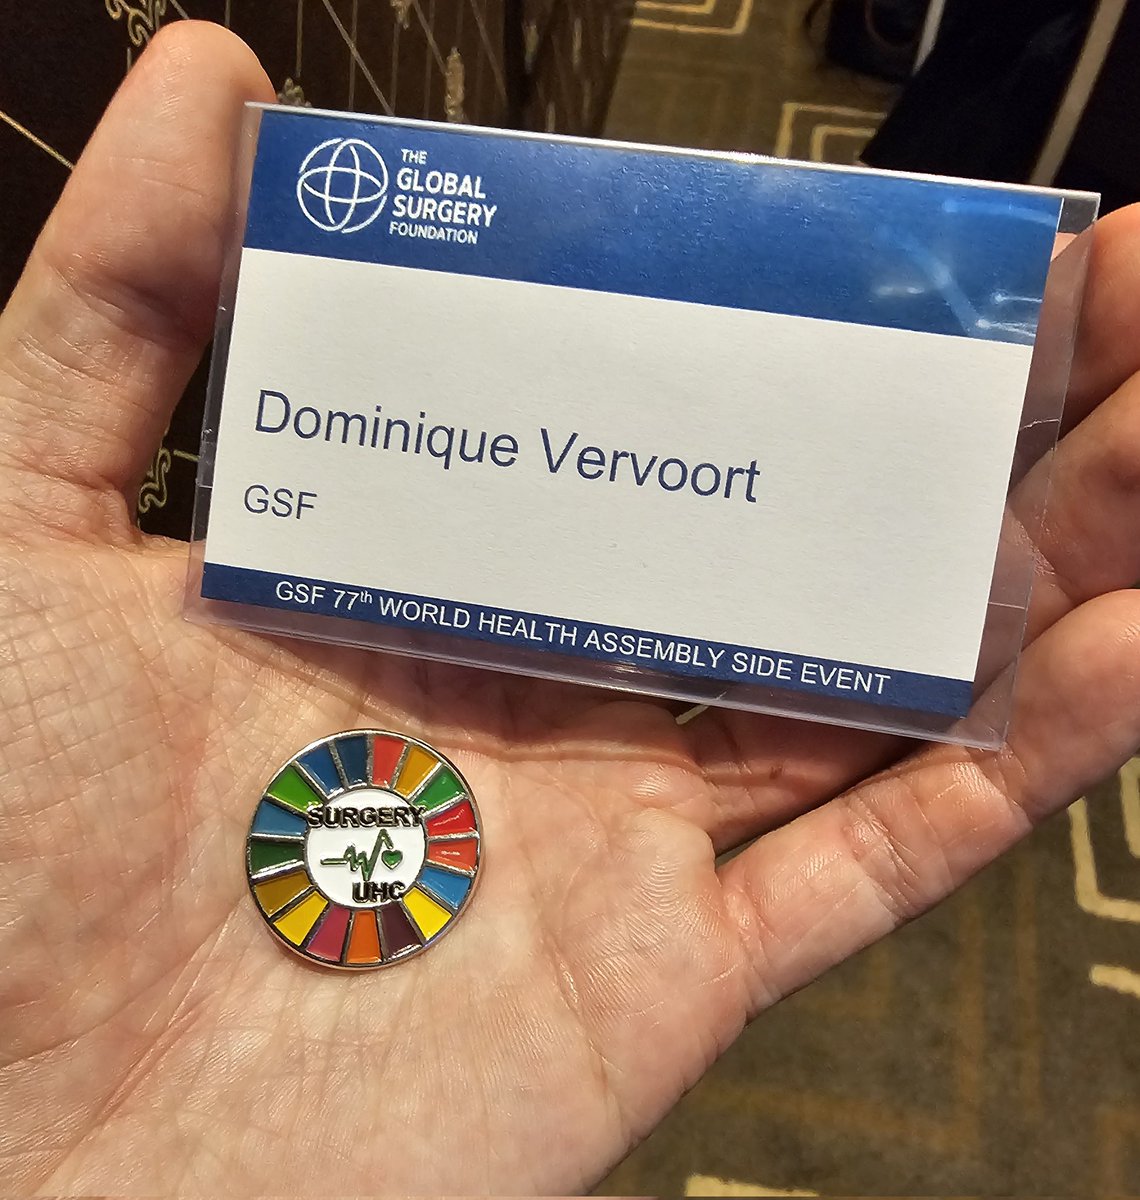 THE
GLOBAL
SURGERY
FOUNDATION
Dominique Vervoort
GSF
GSF 77th WORLD HEALTH ASSEMBLY SIDE EVENT
SURGERY
UHC